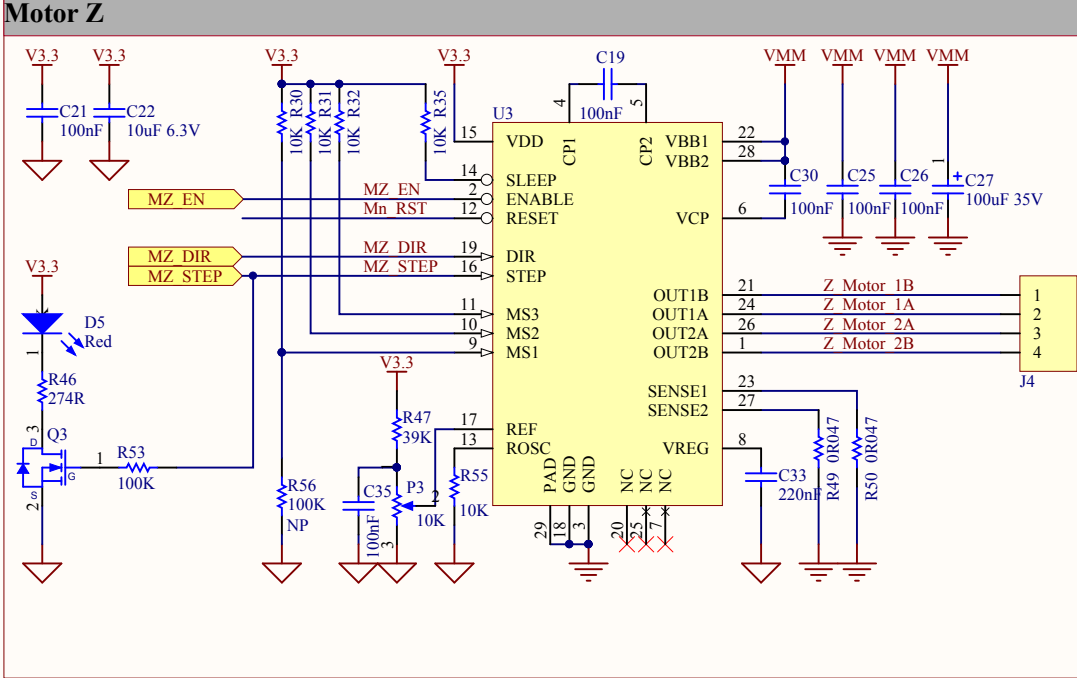 Motor Z
V3.3 V3.3 V3.3 V3.3 C19 VMM VMM VMM VMM
C21 100nF
C22 10uF 6.3V
10K R30
10K R31
10K R32
10K R35
4 5
100nF
U3
CP1 CP2
15 VDD
14 SLEEP
MZ_EN MZ_EN 2 ENABLE
Mn_RST 12 RESET
MZ_DIR MZ_DIR 19 DIR
MZ_STEP MZ_STEP 16 STEP
11 MS3
10 MS2
9 MS1
17 REF
13 ROSC
VBB1 22
VBB2 28
VCP 6
C30 100nF
C25 100nF
C26 100nF
1 + C27 100uF 35V
OUT1B 21 Z_Motor_1B 1
OUT1A 24 Z_Motor_1A 2
OUT2A 26 Z_Motor_2A 3
OUT2B 1 Z_Motor_2B 4
J4
SENSE1 23
SENSE2 27
VREG 8
C33 220nF
R49 0R047
R50 0R047
V3.3
D5 Red
1
R46 274R
3 Q3
D
G
S
2
1 R53 100K
R56 100K NP
V3.3
R47 39K
C35 100nF
P3 2 10K
3
R55 10K
PAD GND GND NC NC NC
29 18 3 20 25 7